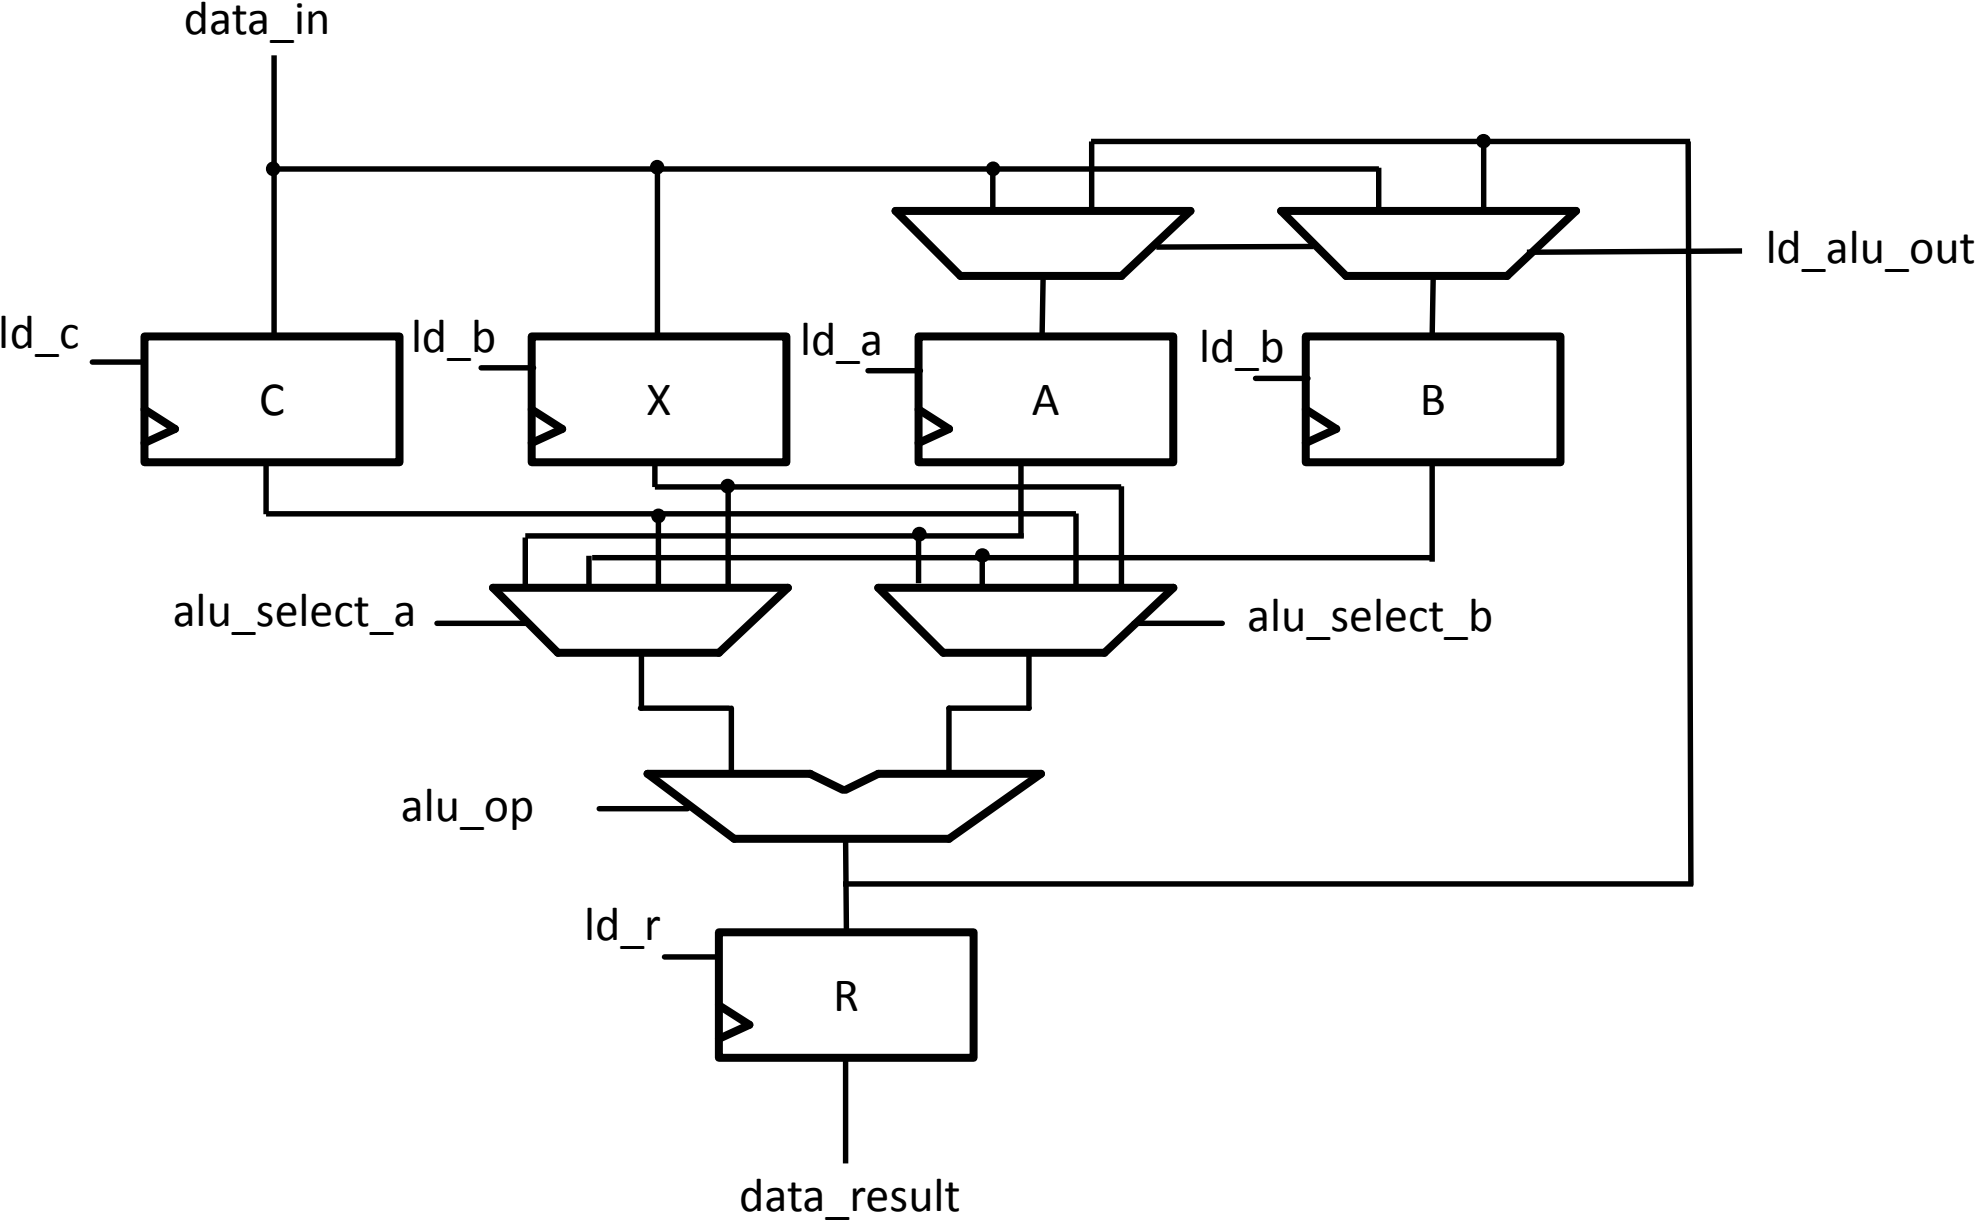 data_in
ld_alu_out
ld_c
ld_b
ld_a
ld_b
C
X
A
B
alu_select_a
alu_select_b
alu_op
ld_r
R
data_result